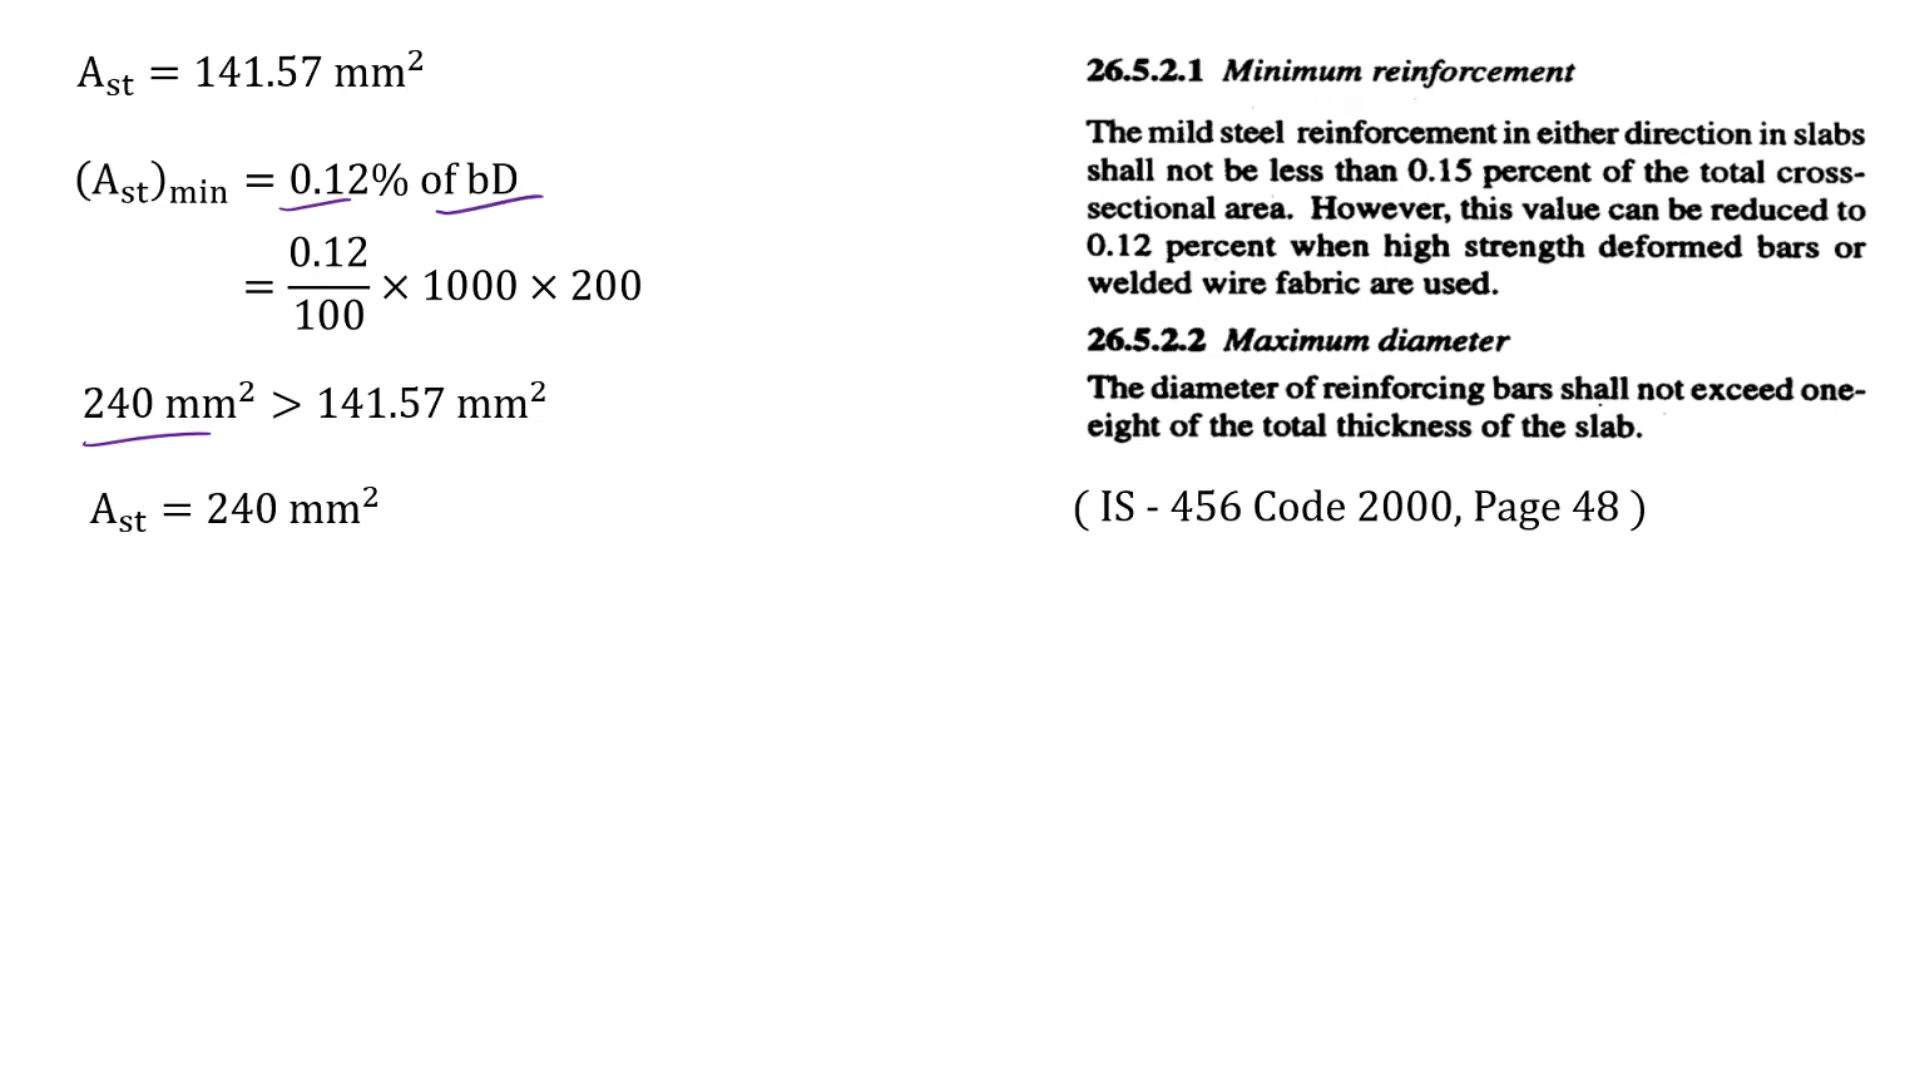 A_st = 141.57 mm²
(A_st)_min = 0.12% of bD
= 0.12/100 × 1000 × 200
240 mm² > 141.57 mm²
A_st = 240 mm²
26.5.2.1 Minimum reinforcement
The mild steel reinforcement in either direction in slabs
shall not be less than 0.15 percent of the total cross-
sectional area. However, this value can be reduced to
0.12 percent when high strength deformed bars or
welded wire fabric are used.
26.5.2.2 Maximum diameter
The diameter of reinforcing bars shall not exceed one-
eight of the total thickness of the slab.
( IS - 456 Code 2000, Page 48 )